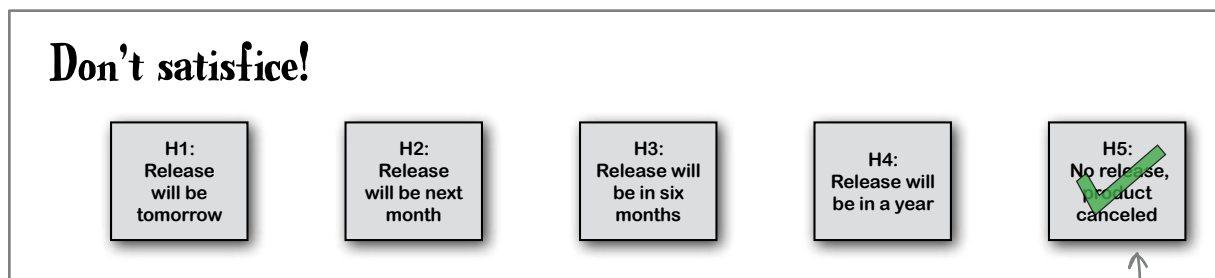 Don't satisfice!
H1:
Release
will be
tomorrow
H2:
Release
will be next
month
H3:
Release will
be in six
months
H4:
Release will
be in a year
H5:
No release,
product
canceled